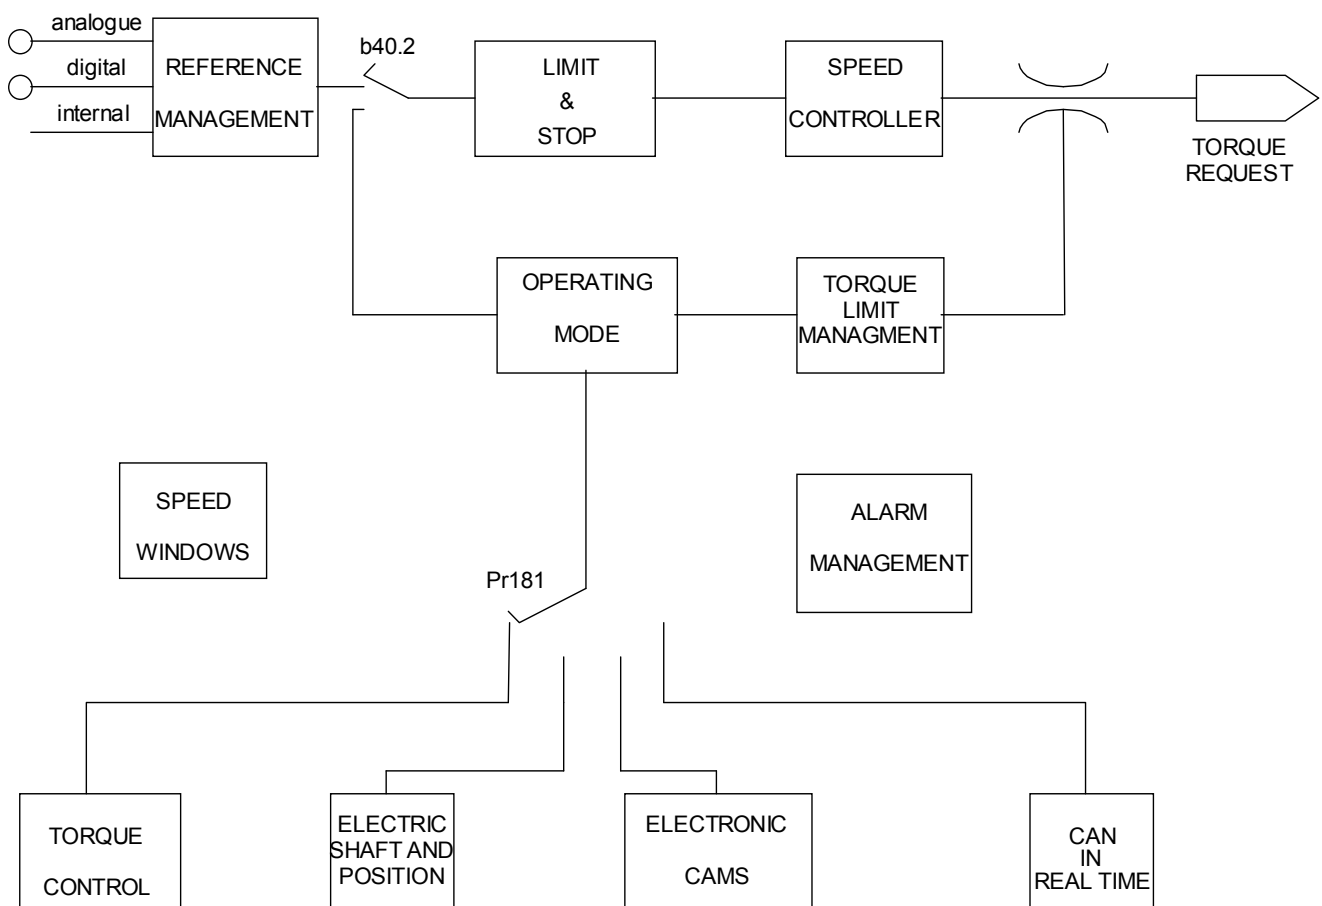 analogue
digital
internal
REFERENCE
MANAGEMENT
b40.2
LIMIT
&
STOP
SPEED
CONTROLLER
TORQUE
REQUEST
OPERATING
MODE
TORQUE
LIMIT
MANAGMENT
SPEED
WINDOWS
ALARM
MANAGEMENT
Pr181
TORQUE
CONTROL
ELECTRIC
SHAFT AND
POSITION
ELECTRONIC
CAMS
CAN
IN
REAL TIME